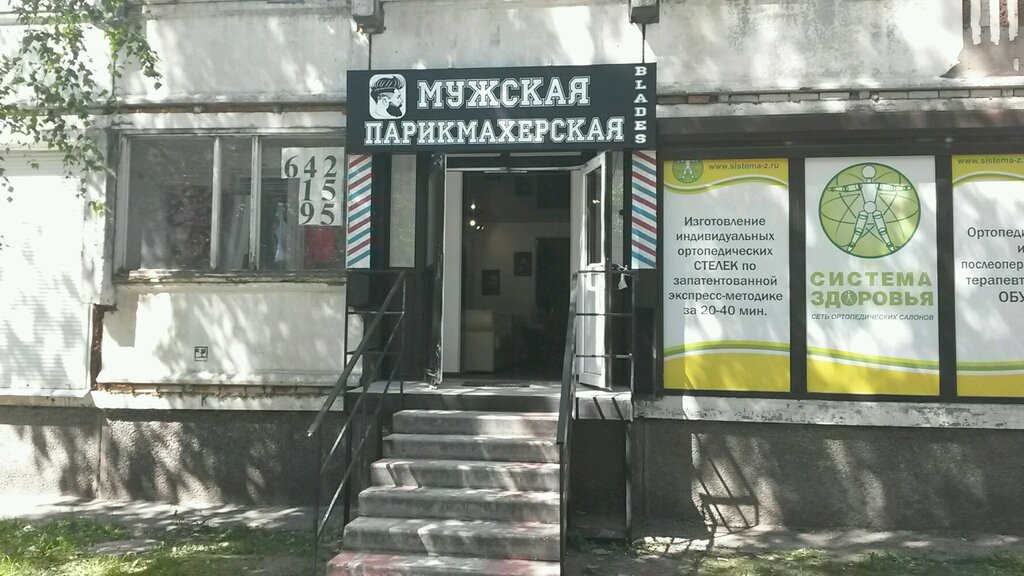 МУЖСКАЯ
ПАРИКМАХЕРСКАЯ
BLADES
642
15
95
www.sistema-z.ru
Изготовление
индивидуальных
ортопедических
СТЕЛЕК по
запатентованной
экспресс-методике
за 20-40 мин.
СИСТЕМА
ЗДОРОВЬЯ
СЕТЬ ОРТОПЕДИЧЕСКИХ САЛОНОВ
www.sistema-z
Ортопеди
и
послеопер
терапевт
ОБУ